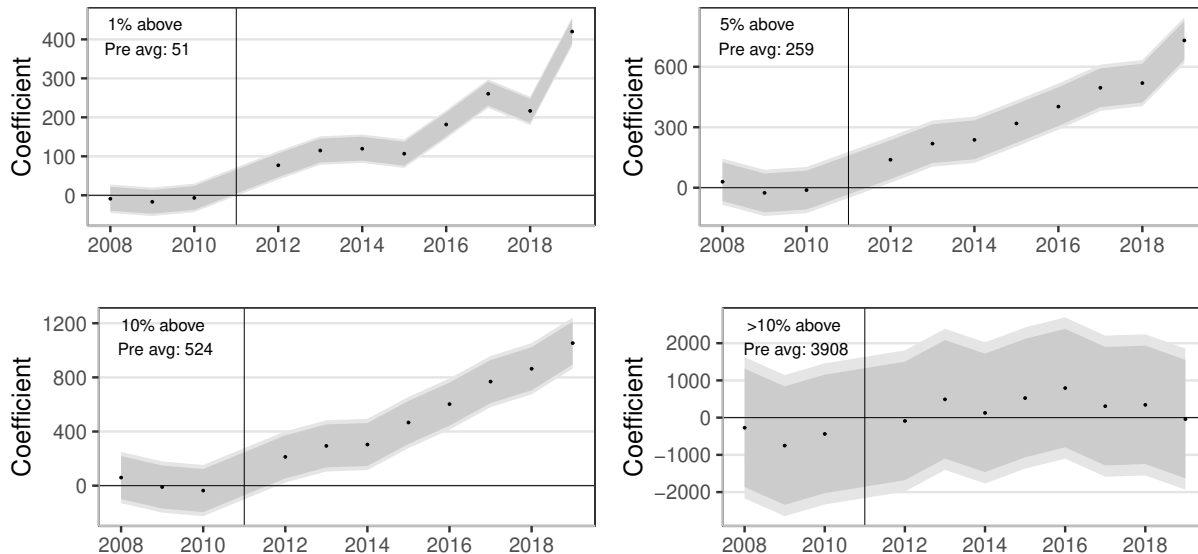 1% above
Pre avg: 51
Coefficient
400
300
200
100
0
2008 2010 2012 2014 2016 2018
5% above
Pre avg: 259
Coefficient
600
300
0
2008 2010 2012 2014 2016 2018
10% above
Pre avg: 524
Coefficient
1200
800
400
0
2008 2010 2012 2014 2016 2018
>10% above
Pre avg: 3908
Coefficient
2000
1000
0
−1000
−2000
2008 2010 2012 2014 2016 2018